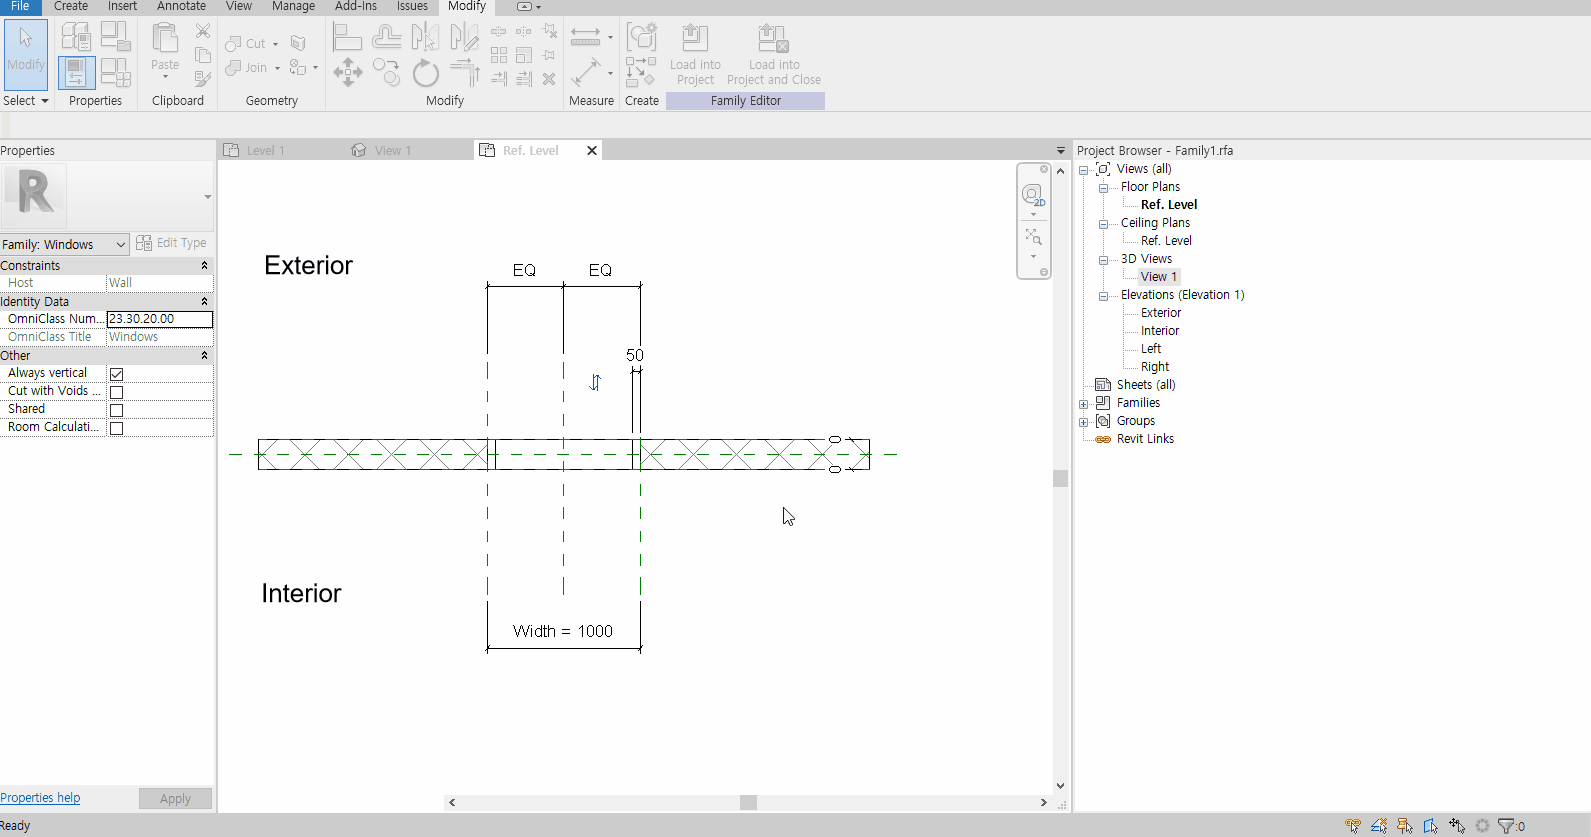 File Create Insert Annotate View Manage Add-Ins Issues Modify
Modify
Select
Properties
Paste
Clipboard
Cut
Join
Geometry
Modify
Measure
Create
Load into
Project
Load into
Project and Close
Family Editor
Properties
R
Family: Windows
Edit Type
Constraints
Host Wall
Identity Data
OmniClass Num... 23.30.20.00
OmniClass Title Windows
Other
Always vertical
Cut with Voids ...
Shared
Room Calculati...
Properties help
Apply
Level 1
View 1
Ref. Level
2D
Exterior
EQ EQ
50
0
0
Interior
Width = 1000
Project Browser - Family1.rfa
Views (all)
Floor Plans
Ref. Level
Ceiling Plans
Ref. Level
3D Views
View 1
Elevations (Elevation 1)
Exterior
Interior
Left
Right
Sheets (all)
Families
Groups
Revit Links
Ready
:0